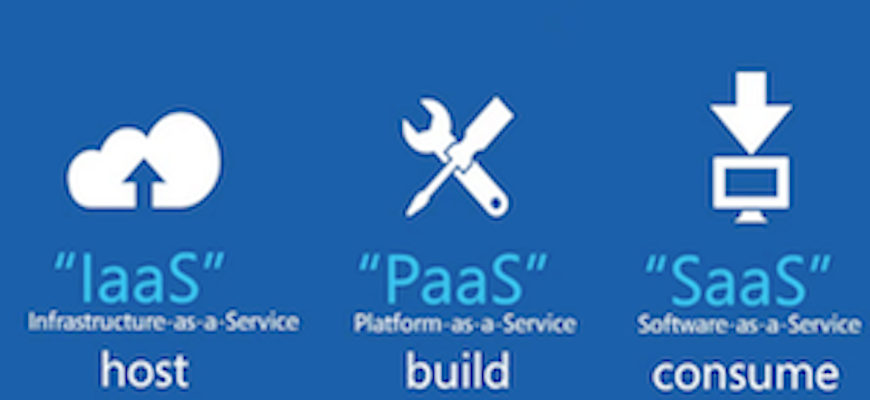 “IaaS”
Infrastructure-as-a-Service
host
“PaaS”
Platform-as-a-Service
build
“SaaS”
Software-as-a-Service
consume